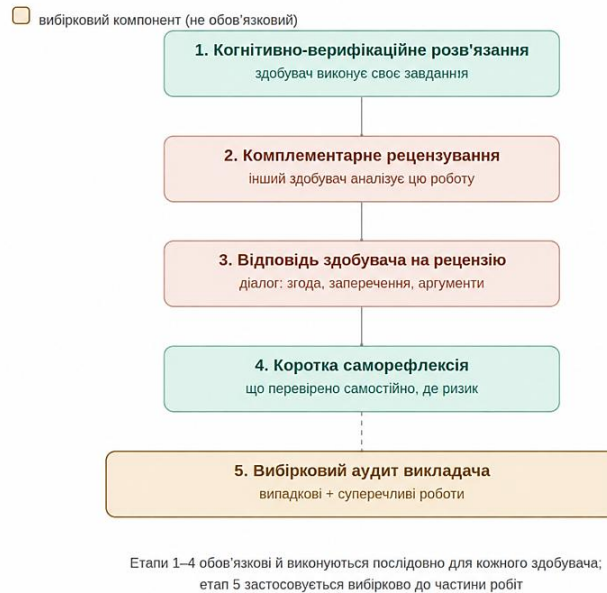 вибірковий компонент (не обов’язковий)
1. Когнітивно-верифікаційне розв'язання
здобувач виконує своє завдання
2. Комплементарне рецензування
інший здобувач аналізує цю роботу
3. Відповідь здобувача на рецензію
діалог: згода, заперечення, аргументи
4. Коротка саморефлексія
що перевірено самостійно, де ризик
5. Вибірковий аудит викладача
випадкові + суперечливі роботи
Етапи 1–4 обов’язкові й виконуються послідовно для кожного здобувача;
етап 5 застосовується вибірково до частини робіт